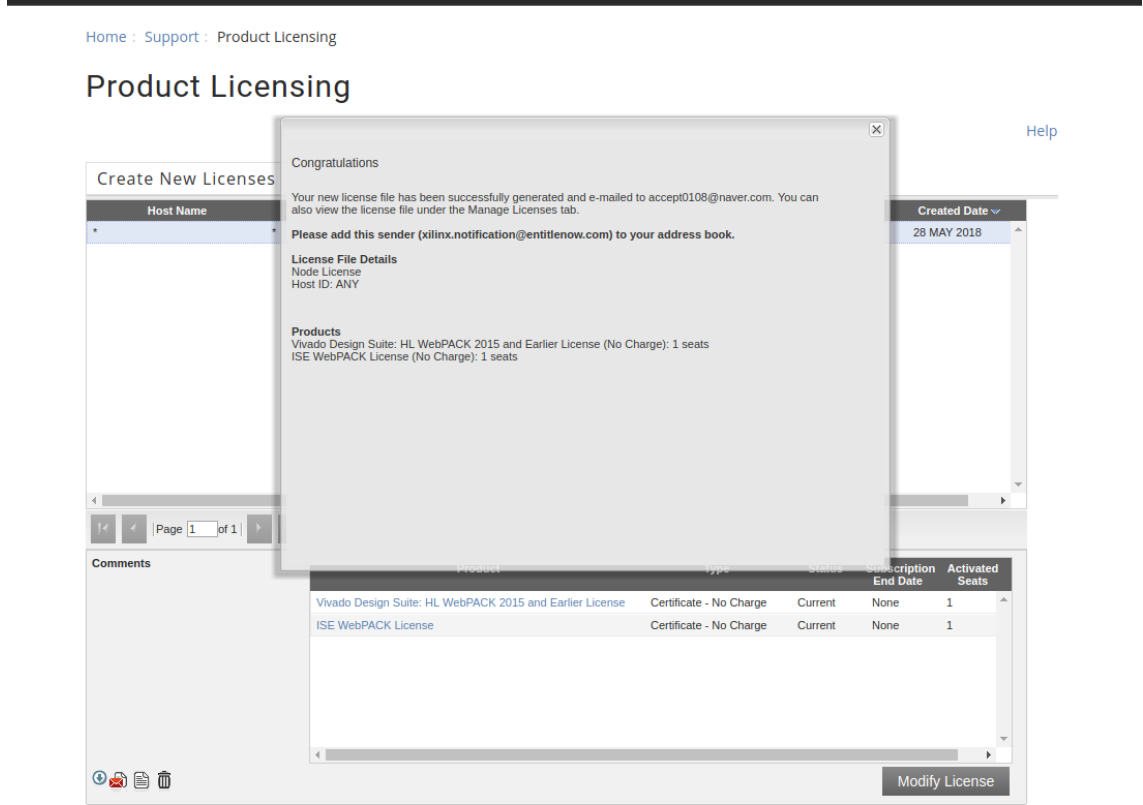 Home : Support : Product Licensing
Product Licensing
Help
Create New Licenses
Host Name
Created Date
*
*
28 MAY 2018
Congratulations
Your new license file has been successfully generated and e-mailed to accept0108@naver.com. You can
also view the license file under the Manage Licenses tab.
Please add this sender (xilinx.notification@entitlenow.com) to your address book.
License File Details
Node License
Host ID: ANY
Products
Vivado Design Suite: HL WebPACK 2015 and Earlier License (No Charge): 1 seats
ISE WebPACK License (No Charge): 1 seats
Page 1 of 1
Comments
Product Type Status Subscription End Date Activated Seats
Vivado Design Suite: HL WebPACK 2015 and Earlier License Certificate - No Charge Current None 1
ISE WebPACK License Certificate - No Charge Current None 1
Modify License